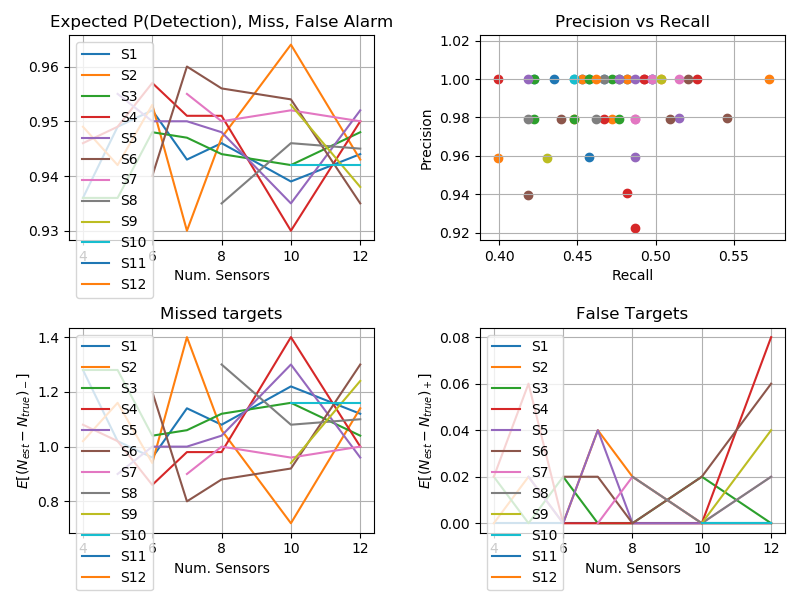 Expected P(Detection), Miss, False Alarm
0.96
0.95
0.94
0.93
S1
S2
S3
S4
S5
S6
S7
S8
S9
S10
S11
S12
4 6 8 10 12
Num. Sensors
Precision vs Recall
1.02
1.00
0.98
0.96
0.94
0.92
Precision
0.40 0.45 0.50 0.55
Recall
Missed targets
1.4
1.2
1.0
0.8
E[(N_est − N_true)_−]
S1
S2
S3
S4
S5
S6
S7
S8
S9
S10
S11
S12
4 6 8 10 12
Num. Sensors
False Targets
0.08
0.06
0.04
0.02
0.00
E[(N_est − N_true)_+]
S1
S2
S3
S4
S5
S6
S7
S8
S9
S10
S11
S12
4 6 8 10 12
Num. Sensors